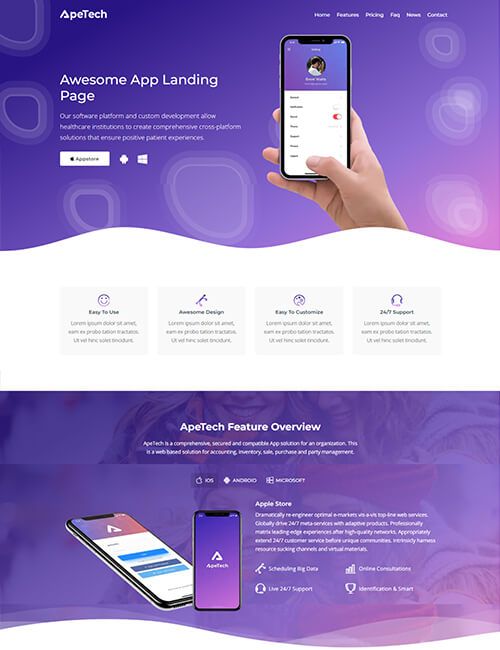 ApeTech
Home Features Pricing Faq News Contact
Awesome App Landing
Page
Our software platform and custom development allow
healthcare institutions to create comprehensive cross-platform
solutions that ensure positive patient experiences.
Appstore
Easy To Use
Lorem ipsum dolor sit amet,
eam ex probo tation tractatos.
Ut vel hinc solet tincidunt.
Awesome Design
Lorem ipsum dolor sit amet,
eam ex probo tation tractatos.
Ut vel hinc solet tincidunt.
Easy To Customize
Lorem ipsum dolor sit amet,
eam ex probo tation tractatos.
Ut vel hinc solet tincidunt.
24/7 Support
Lorem ipsum dolor sit amet,
eam ex probo tation tractatos.
Ut vel hinc solet tincidunt.
ApeTech Feature Overview
ApeTech is a comprehensive, secured and compatible App solution for an organization. This
is a web based solution for accounting, inventory, sale, purchase and party management.
IOS ANDROID MICROSOFT
Apple Store
Dramatically re-engineer optimal e-markets vis-a-vis top-line web services.
Globally drive 24/7 meta-services with adaptive products. Professionally
matrix leading-edge experiences after high-quality networks. Appropriately
extend 24/7 customer service before unique communities. Intrinsicly harness
resource sucking channels and virtual materials.
Scheduling Big Data
Online Consultations
Live 24/7 Support
Identification & Smart
ApeTech